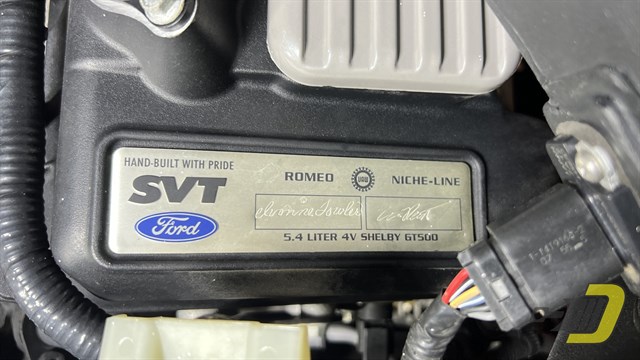 HAND-BUILT WITH PRIDE
SVT
Ford
ROMEO NICHE-LINE
5.4 LITER 4V SHELBY GT500